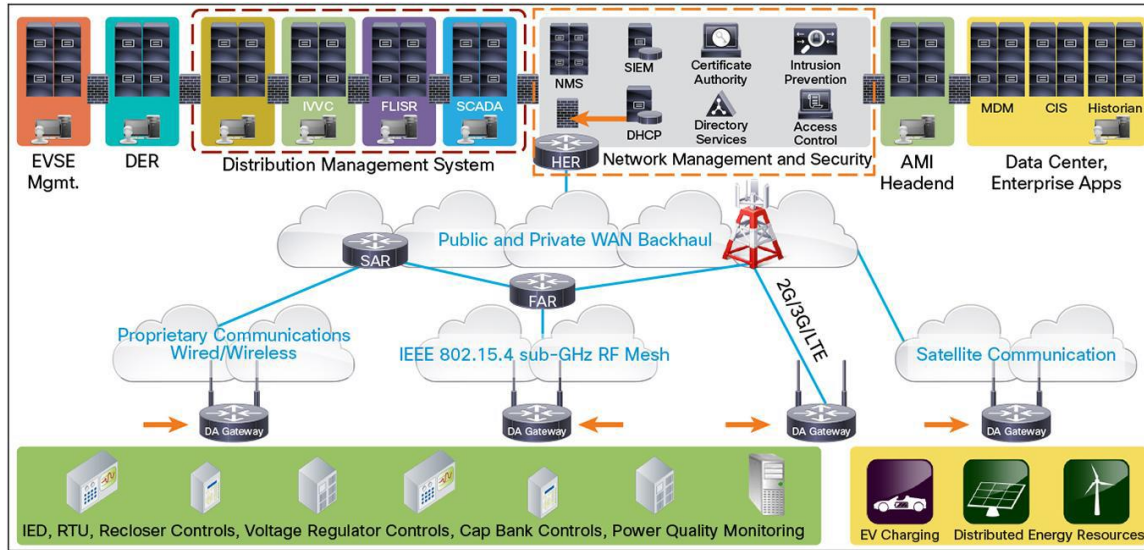 IVVC
FLISR
SCADA
NMS
SIEM
Certificate
Authority
Intrusion
Prevention
DHCP
Directory
Services
Access
Control
MDM
CIS
Historian
EVSE
Mgmt.
DER
Distribution Management System
HER
Network Management and Security
AMI
Headend
Data Center,
Enterprise Apps
Public and Private WAN Backhaul
SAR
FAR
2G/3G/LTE
Proprietary Communications
Wired/Wireless
IEEE 802.15.4 sub-GHz RF Mesh
Satellite Communication
DA Gateway
DA Gateway
DA Gateway
DA Gateway
IED, RTU, Recloser Controls, Voltage Regulator Controls, Cap Bank Controls, Power Quality Monitoring
EV Charging
Distributed Energy Resources